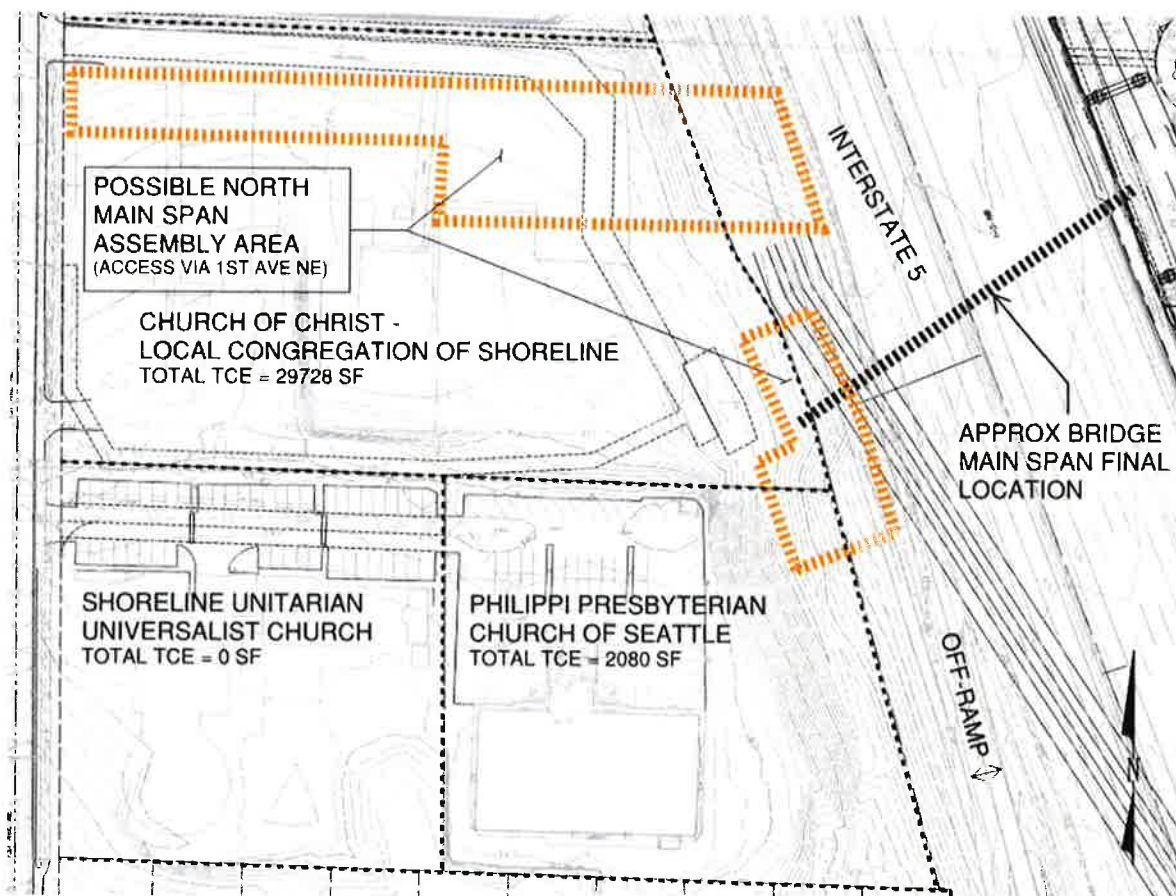 POSSIBLE NORTH
MAIN SPAN
ASSEMBLY AREA
(ACCESS VIA 1ST AVE NE)
CHURCH OF CHRIST -
LOCAL CONGREGATION OF SHORELINE
TOTAL TCE = 29728 SF
INTERSTATE 5
APPROX BRIDGE
MAIN SPAN FINAL
LOCATION
SHORELINE UNITARIAN
UNIVERSALIST CHURCH
TOTAL TCE = 0 SF
PHILIPPI PRESBYTERIAN
CHURCH OF SEATTLE
TOTAL TCE = 2080 SF
OFF-RAMP
N